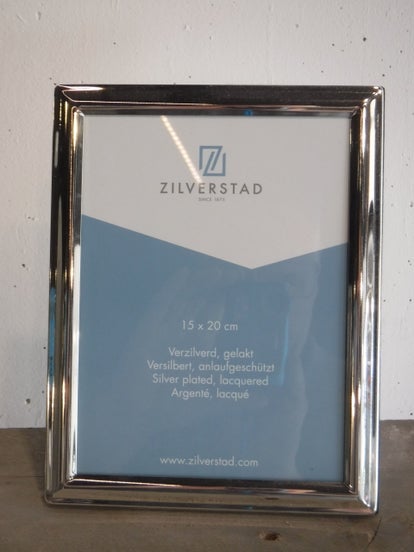 ZILVERSTAD
SINCE 1875
15 x 20 cm
Verzilverd, gelakt
Versilbert, anlaufgeschützt
Silver plated, lacquered
Argenté, lacqué
www.zilverstad.com